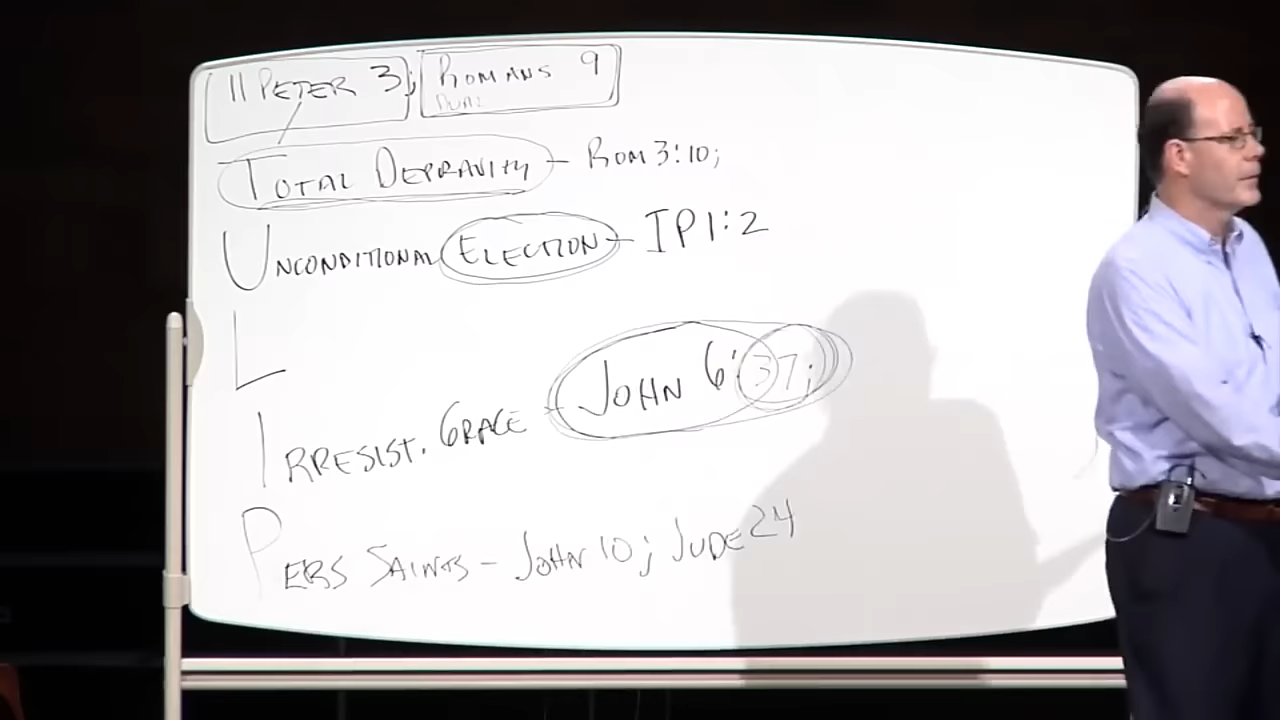 II PETER 3; ROMANS 9
TOTAL DEPRAVITY - ROM 3:10;
UNCONDITIONAL ELECTION - IP1:2
L
IRRESIST. GRACE - JOHN 6:37;
PERS SAINTS - JOHN 10; JUDE 24